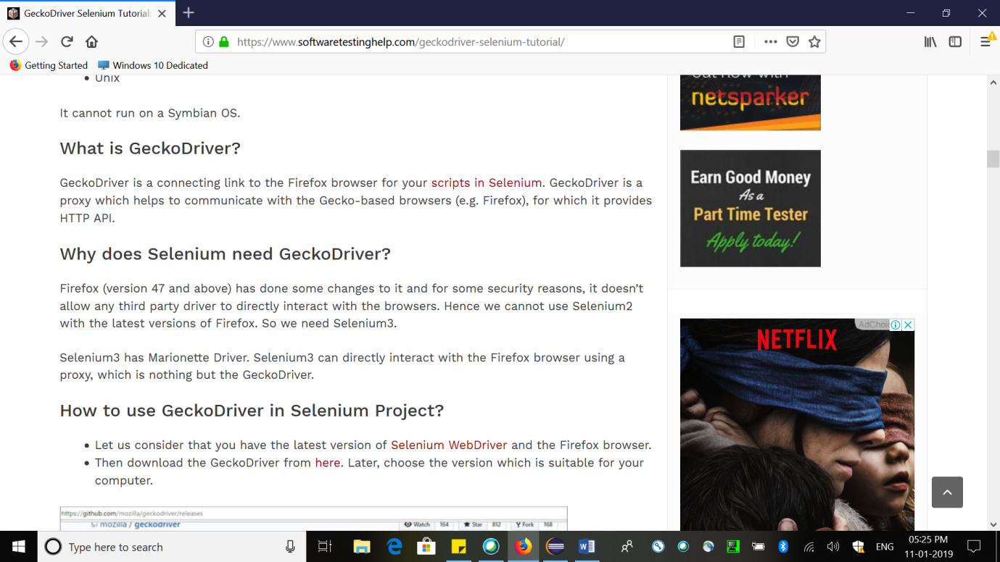 GeckoDriver Selenium Tutorial:
https://www.softwaretestinghelp.com/geckodriver-selenium-tutorial/
Getting Started
Windows 10 Dedicated
Unix
It cannot run on a Symbian OS.
What is GeckoDriver?
GeckoDriver is a connecting link to the Firefox browser for your scripts in Selenium. GeckoDriver is a
proxy which helps to communicate with the Gecko-based browsers (e.g. Firefox), for which it provides
HTTP API.
Why does Selenium need GeckoDriver?
Firefox (version 47 and above) has done some changes to it and for some security reasons, it doesn’t
allow any third party driver to directly interact with the browsers. Hence we cannot use Selenium2
with the latest versions of Firefox. So we need Selenium3.
Selenium3 has Marionette Driver. Selenium3 can directly interact with the Firefox browser using a
proxy, which is nothing but the GeckoDriver.
How to use GeckoDriver in Selenium Project?
Let us consider that you have the latest version of Selenium WebDriver and the Firefox browser.
Then download the GeckoDriver from here. Later, choose the version which is suitable for your
computer.
https://github.com/mozilla/geckodriver/releases
mozilla / geckodriver
Watch 164
Star 812
Fork 168
now with
netsparker
Earn Good Money
As a
Part Time Tester
Apply today!
NETFLIX
Type here to search
ENG
05:25 PM
11-01-2019